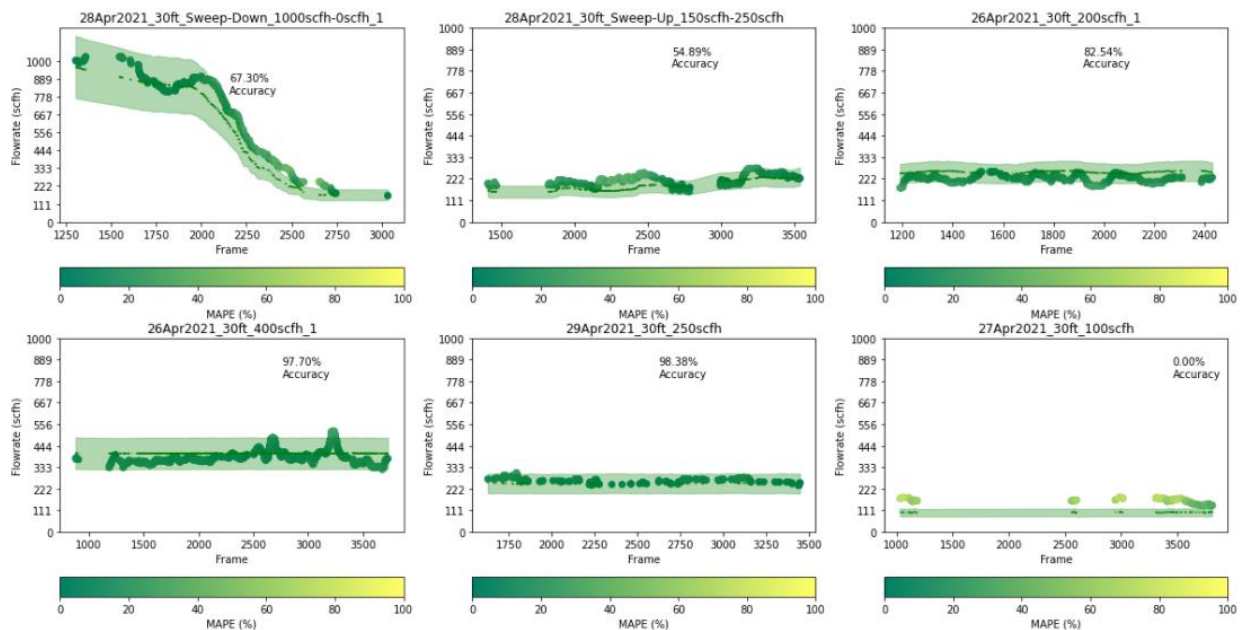 28Apr2021_30ft_Sweep-Down_1000scfh-0scfh_1
1000
889
778
667
556
444
333
222
111
0
Flowrate (scfh)
67.30%
Accuracy
1250 1500 1750 2000 2250 2500 2750 3000
Frame
0 20 40 60 80 100
MAPE (%)
28Apr2021_30ft_Sweep-Up_150scfh-250scfh
1000
889
778
667
556
444
333
222
111
0
Flowrate (scfh)
54.89%
Accuracy
1500 2000 2500 3000 3500
Frame
0 20 40 60 80 100
MAPE (%)
26Apr2021_30ft_200scfh_1
1000
889
778
667
556
444
333
222
111
0
Flowrate (scfh)
82.54%
Accuracy
1200 1400 1600 1800 2000 2200 2400
Frame
0 20 40 60 80 100
MAPE (%)
26Apr2021_30ft_400scfh_1
1000
889
778
667
556
444
333
222
111
0
Flowrate (scfh)
97.70%
Accuracy
1000 1500 2000 2500 3000 3500
Frame
0 20 40 60 80 100
MAPE (%)
29Apr2021_30ft_250scfh
1000
889
778
667
556
444
333
222
111
0
Flowrate (scfh)
98.38%
Accuracy
1750 2000 2250 2500 2750 3000 3250 3500
Frame
0 20 40 60 80 100
MAPE (%)
27Apr2021_30ft_100scfh
1000
889
778
667
556
444
333
222
111
0
Flowrate (scfh)
0.00%
Accuracy
1000 1500 2000 2500 3000 3500
Frame
0 20 40 60 80 100
MAPE (%)